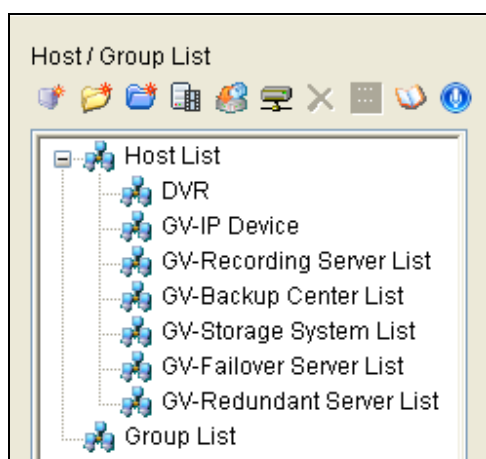 Host / Group List
Host List
DVR
GV-IP Device
GV-Recording Server List
GV-Backup Center List
GV-Storage System List
GV-Failover Server List
GV-Redundant Server List
Group List